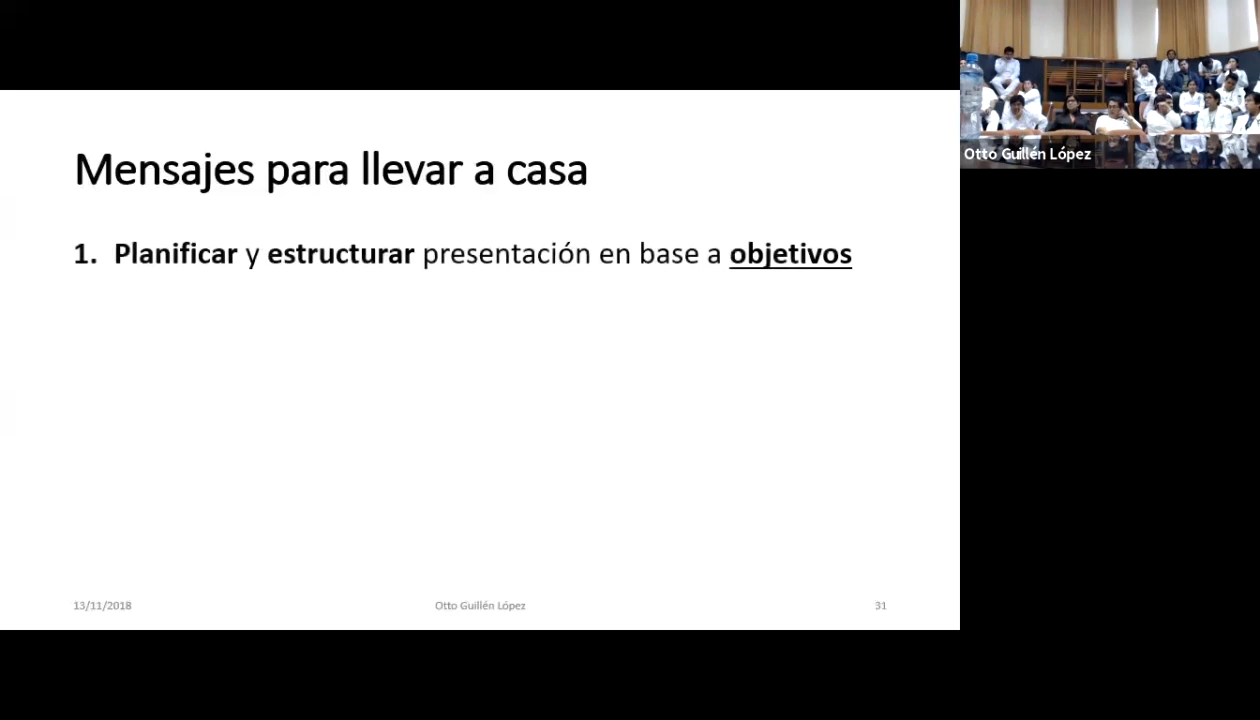 Mensajes para llevar a casa
1. Planificar y estructurar presentación en base a objetivos
13/11/2018
Otto Guillén López
31
Otto Guillén López